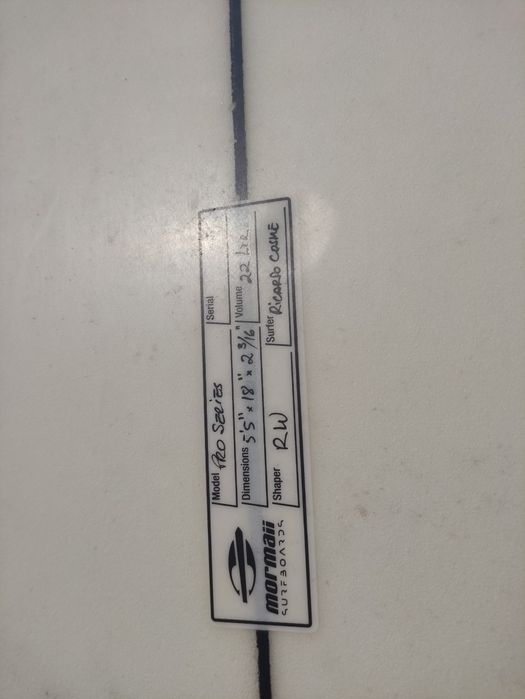 mormaii
SURFBOARDS
Model PRO SERIES
Serial
Dimensions 5'5" x 18" x 2 3/16"
Volume 22 Ltr.
Shaper RW
Surfer RICARDO COSME